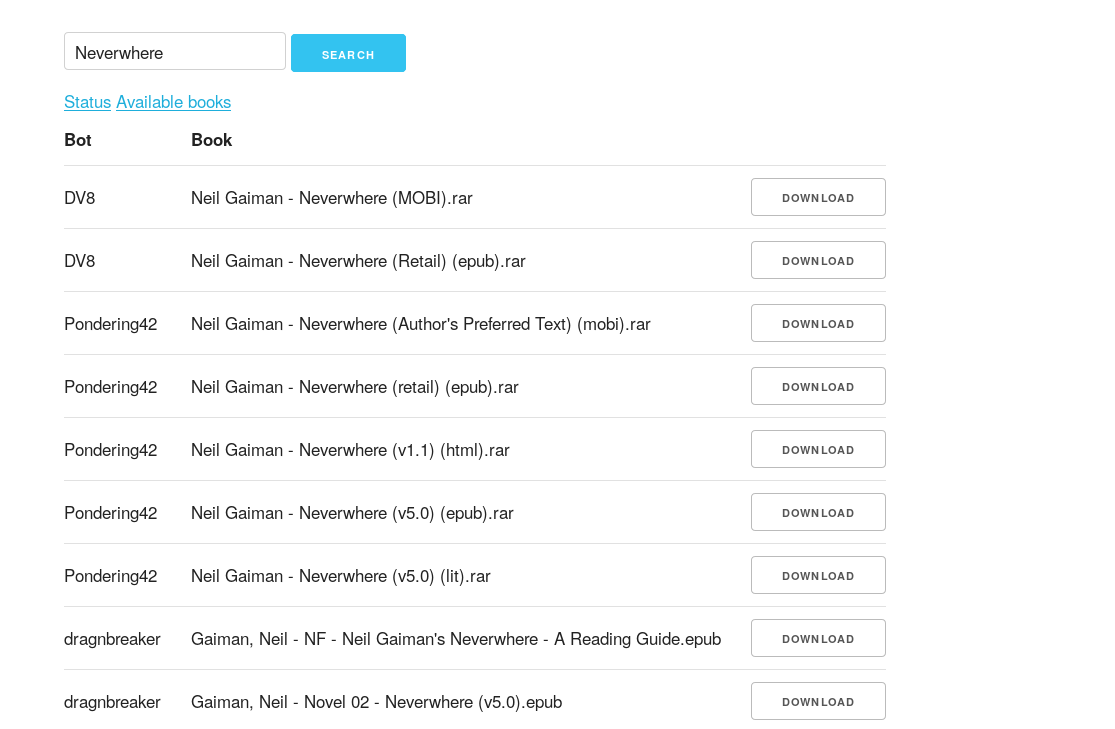 Neverwhere SEARCH
Status Available books
Bot Book
DV8 Neil Gaiman - Neverwhere (MOBI).rar DOWNLOAD
DV8 Neil Gaiman - Neverwhere (Retail) (epub).rar DOWNLOAD
Pondering42 Neil Gaiman - Neverwhere (Author's Preferred Text) (mobi).rar DOWNLOAD
Pondering42 Neil Gaiman - Neverwhere (retail) (epub).rar DOWNLOAD
Pondering42 Neil Gaiman - Neverwhere (v1.1) (html).rar DOWNLOAD
Pondering42 Neil Gaiman - Neverwhere (v5.0) (epub).rar DOWNLOAD
Pondering42 Neil Gaiman - Neverwhere (v5.0) (lit).rar DOWNLOAD
dragnbreaker Gaiman, Neil - NF - Neil Gaiman's Neverwhere - A Reading Guide.epub DOWNLOAD
dragnbreaker Gaiman, Neil - Novel 02 - Neverwhere (v5.0).epub DOWNLOAD